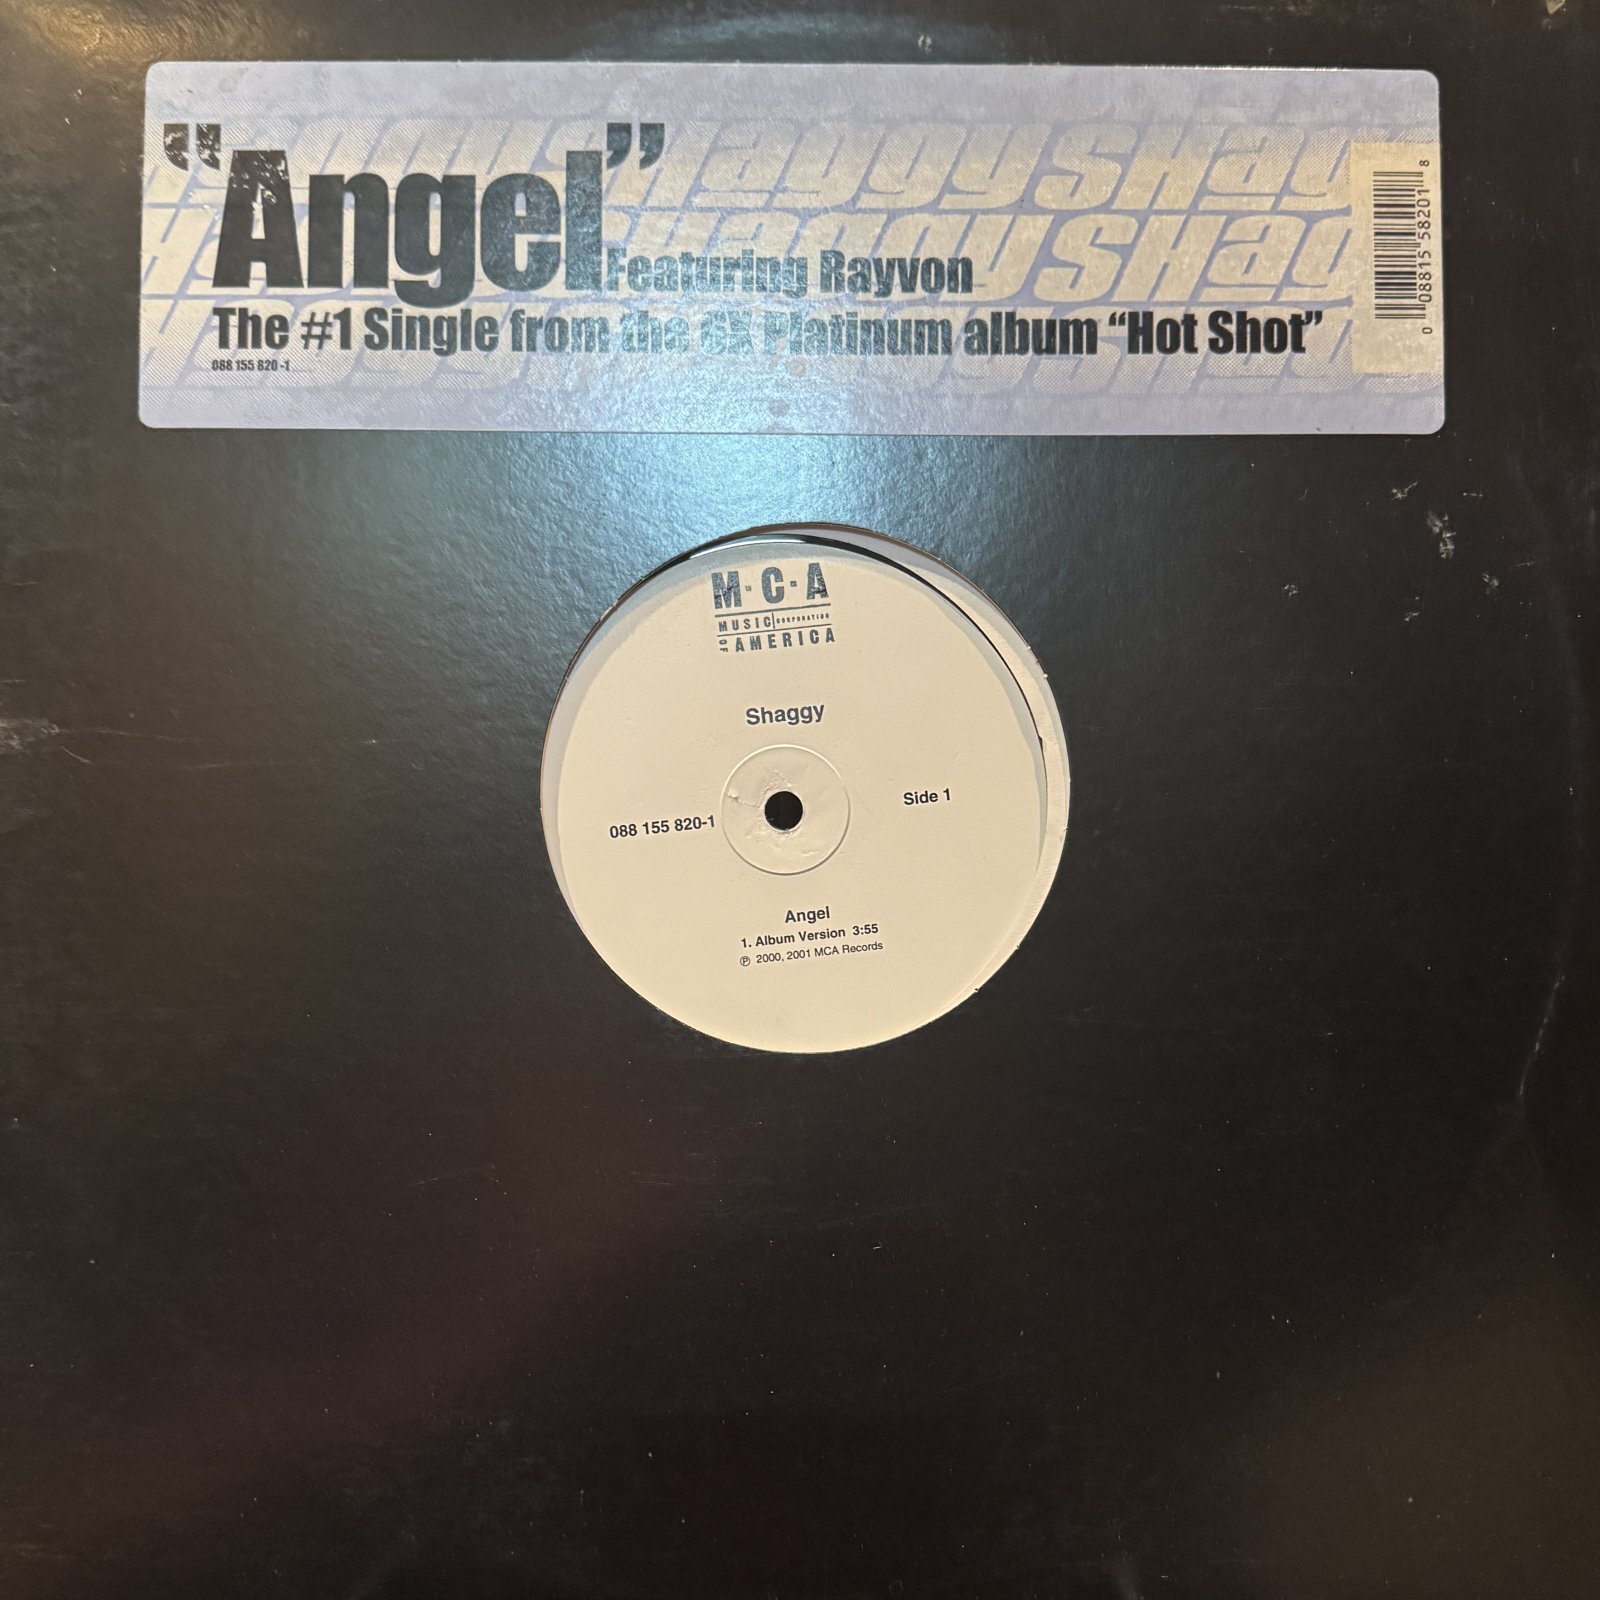 "Angel" Featuring Rayvon
The #1 Single from the 6X Platinum album "Hot Shot"
088 155 820-1
0 08815 58201 8
M·C·A
MUSIC CORPORATION
OF AMERICA
Shaggy
088 155 820-1
Side 1
Angel
1. Album Version 3:55
℗ 2000, 2001 MCA Records